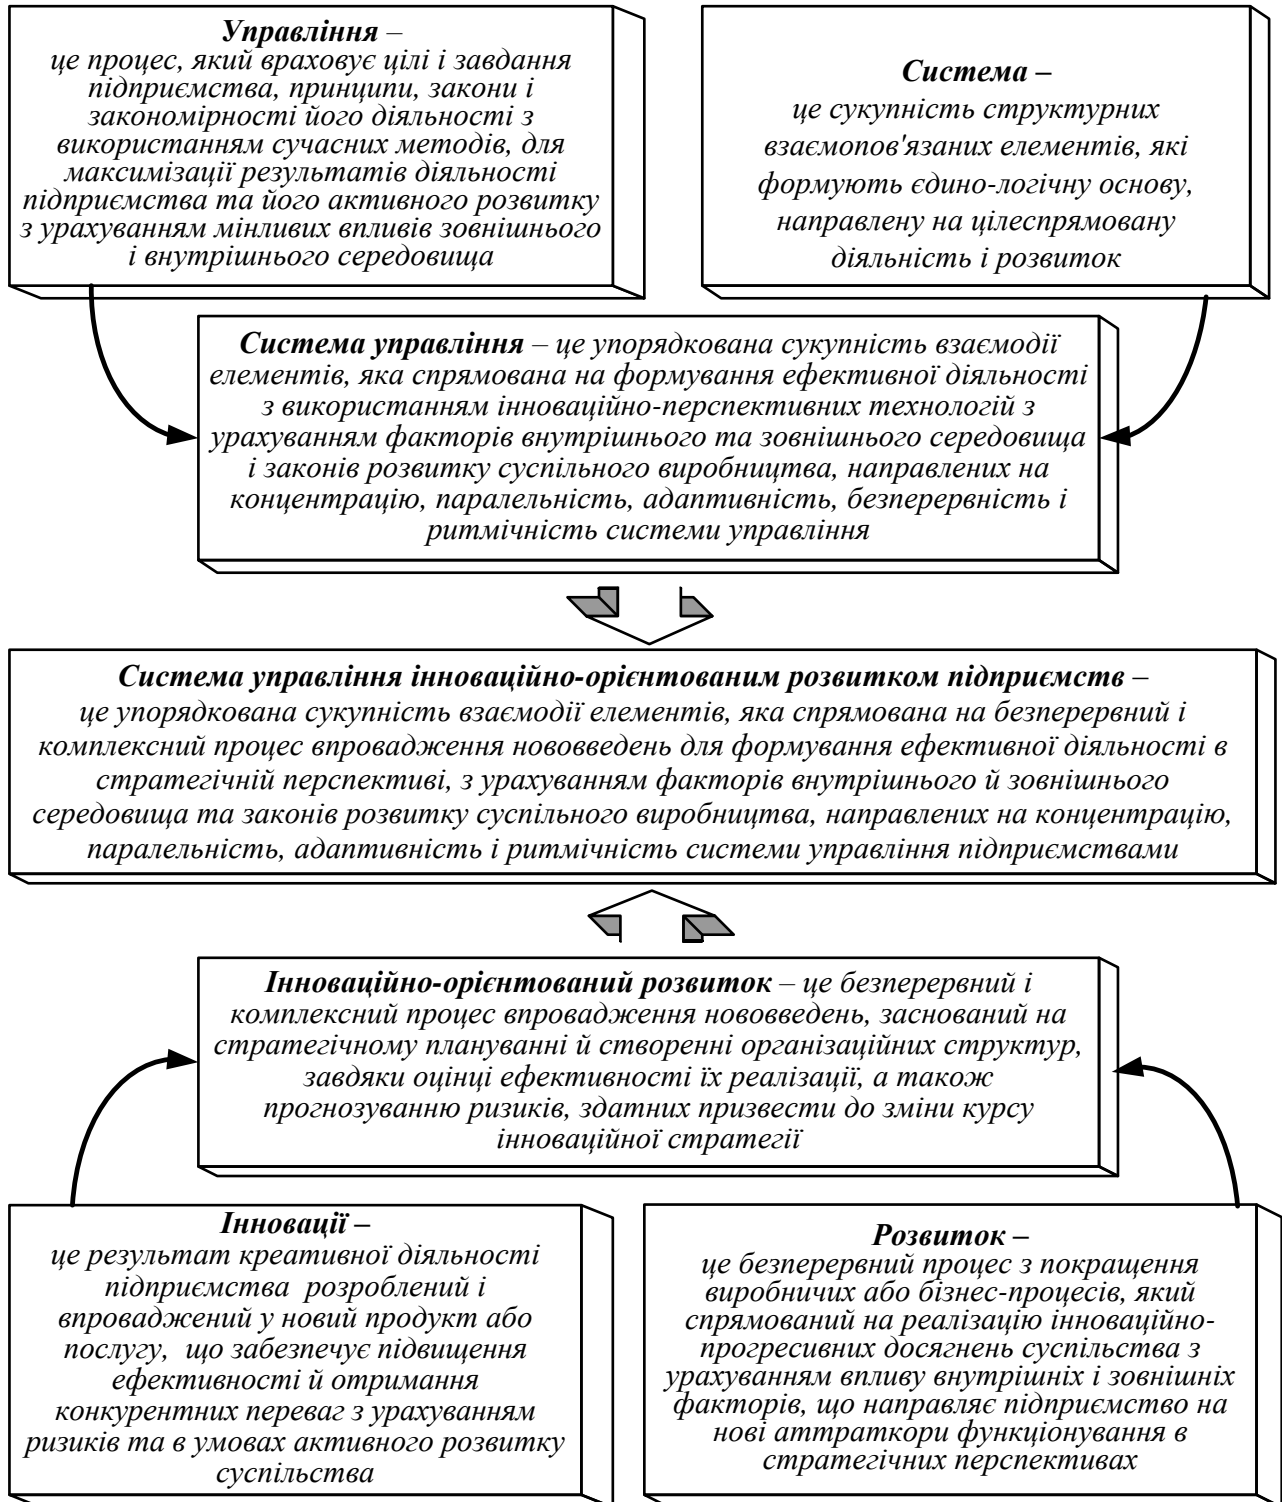 Управління –
це процес, який враховує цілі і завдання
підприємства, принципи, закони і
закономірності його діяльності з
використанням сучасних методів, для
максимізації результатів діяльності
підприємства та його активного розвитку
з урахуванням мінливих впливів зовнішнього
і внутрішнього середовища
Система –
це сукупність структурних
взаємопов'язаних елементів, які
формують єдино-логічну основу,
направлену на цілеспрямовану
діяльність і розвиток
Система управління – це упорядкована сукупність взаємодії
елементів, яка спрямована на формування ефективної діяльності
з використанням інноваційно-перспективних технологій з
урахуванням факторів внутрішнього та зовнішнього середовища
і законів розвитку суспільного виробництва, направлених на
концентрацію, паралельність, адаптивність, безперервність і
ритмічність системи управління
Система управління інноваційно-орієнтованим розвитком підприємств –
це упорядкована сукупність взаємодії елементів, яка спрямована на безперервний і
комплексний процес впровадження нововведень для формування ефективної діяльності в
стратегічній перспективі, з урахуванням факторів внутрішнього й зовнішнього
середовища та законів розвитку суспільного виробництва, направлених на концентрацію,
паралельність, адаптивність і ритмічність системи управління підприємствами
Інноваційно-орієнтований розвиток – це безперервний і
комплексний процес впровадження нововведень, заснований на
стратегічному плануванні й створенні організаційних структур,
завдяки оцінці ефективності їх реалізації, а також
прогнозуванню ризиків, здатних призвести до зміни курсу
інноваційної стратегії
Інновації –
це результат креативної діяльності
підприємства розроблений і
впроваджений у новий продукт або
послугу, що забезпечує підвищення
ефективності й отримання
конкурентних переваг з урахуванням
ризиків та в умовах активного розвитку
суспільства
Розвиток –
це безперервний процес з покращення
виробничих або бізнес-процесів, який
спрямований на реалізацію інноваційно-
прогресивних досягнень суспільства з
урахуванням впливу внутрішніх і зовнішніх
факторів, що направляє підприємство на
нові аттраткори функціонування в
стратегічних перспективах